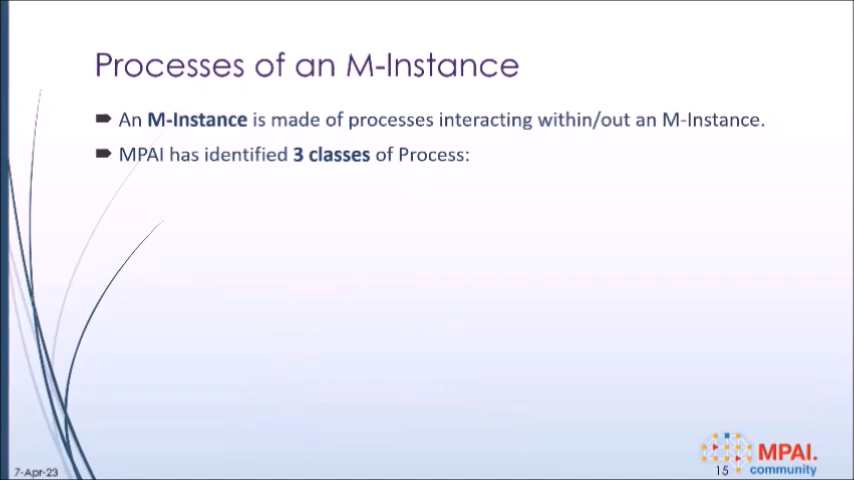 Processes of an M-Instance
An M-Instance is made of processes interacting within/out an M-Instance.
MPAI has identified 3 classes of Process:
7-Apr-23
15
MPAI.
community